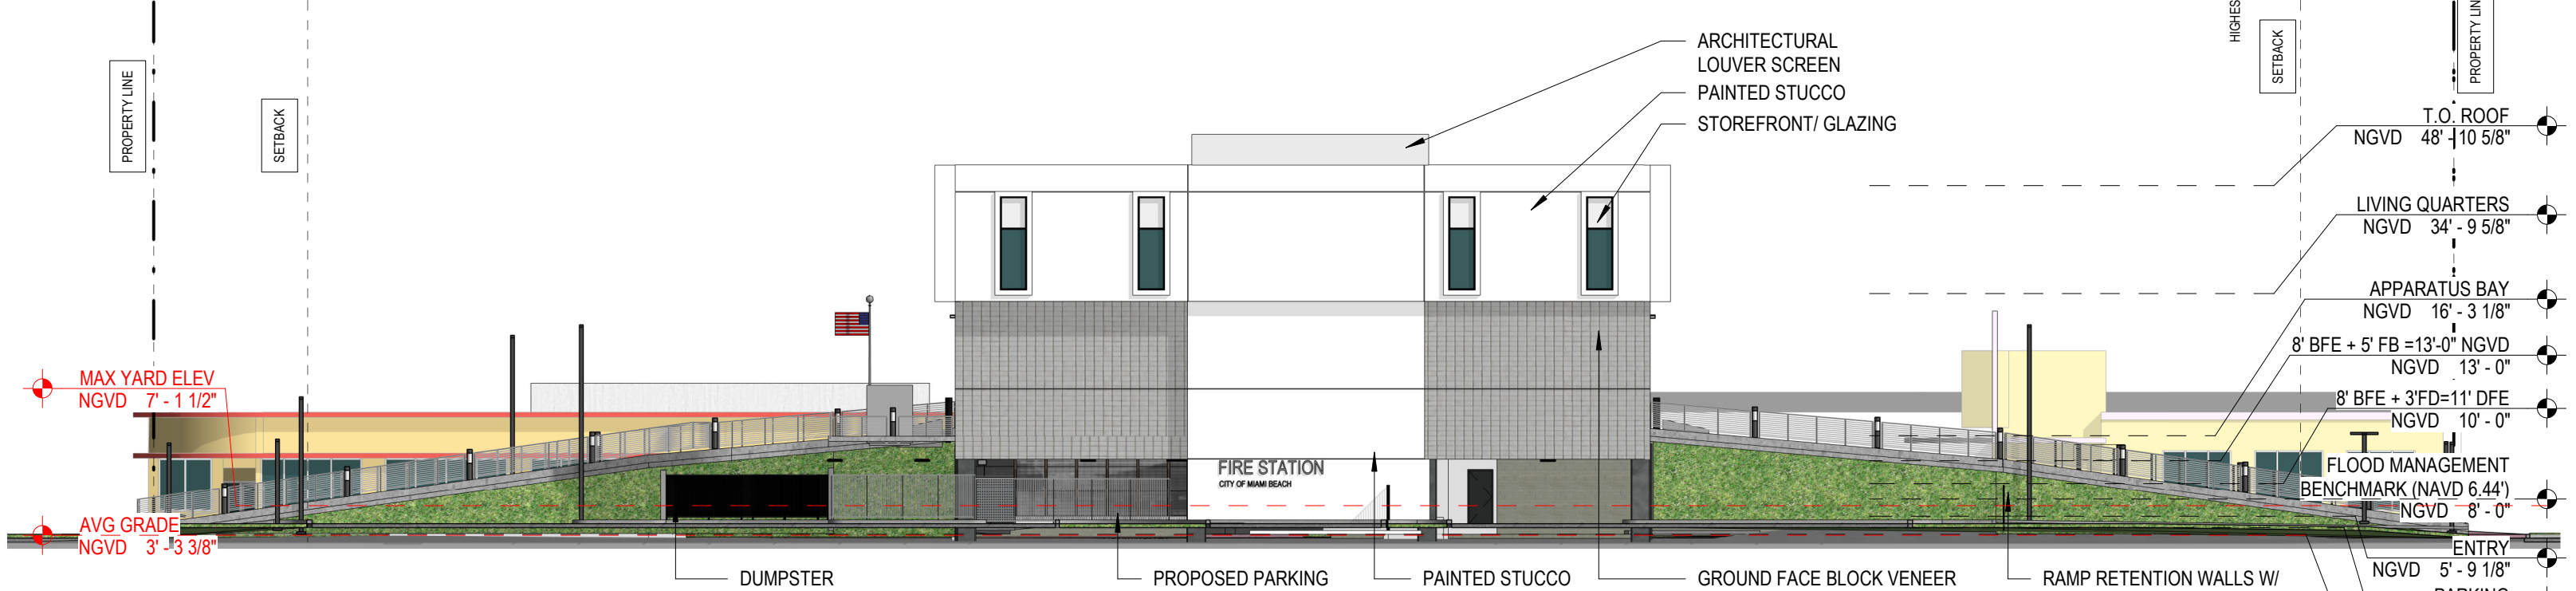 PROPERTY LINE
SETBACK
ARCHITECTURAL
LOUVER SCREEN
PAINTED STUCCO
STOREFRONT/ GLAZING
HIGHES
SETBACK
PROPERTY LIN
T.O. ROOF
NGVD 48' - 10 5/8"
LIVING QUARTERS
NGVD 34' - 9 5/8"
APPARATUS BAY
NGVD 16' - 3 1/8"
8' BFE + 5' FB =13'-0" NGVD
NGVD 13' - 0"
8' BFE + 3'FD=11' DFE
NGVD 10' - 0"
FLOOD MANAGEMENT
BENCHMARK (NAVD 6.44')
NGVD 8' - 0"
ENTRY
NGVD 5' - 9 1/8"
PARKING
MAX YARD ELEV
NGVD 7' - 1 1/2"
AVG GRADE
NGVD 3' - 3 3/8"
FIRE STATION
CITY OF MIAMI BEACH
DUMPSTER
PROPOSED PARKING
PAINTED STUCCO
GROUND FACE BLOCK VENEER
RAMP RETENTION WALLS W/